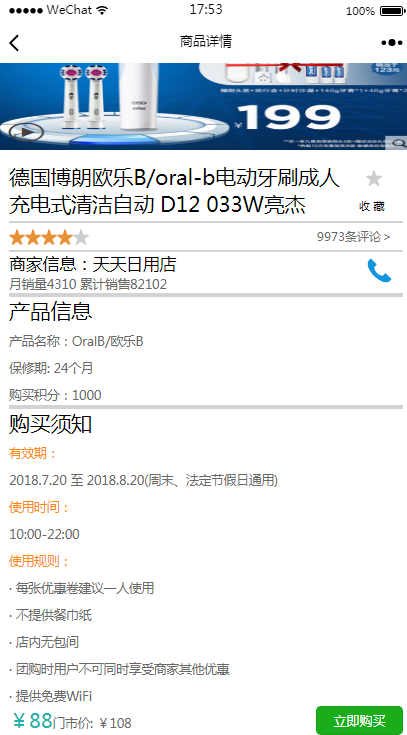 WeChat 17:53 100%
商品详情
123元
¥199
德国博朗欧乐B/oral-b电动牙刷成人
充电式清洁自动 D12 033W亮杰
收藏
9973条评论 >
商家信息：天天日用店
月销量4310 累计销售82102
产品信息
产品名称：OralB/欧乐B
保修期: 24个月
购买积分：1000
购买须知
有效期：
2018.7.20 至 2018.8.20(周末、法定节假日通用)
使用时间：
10:00-22:00
使用规则：
· 每张优惠卷建议一人使用
· 不提供餐巾纸
· 店内无包间
· 团购时用户不可同时享受商家其他优惠
· 提供免费WiFi
￥88门市价: ￥108
立即购买